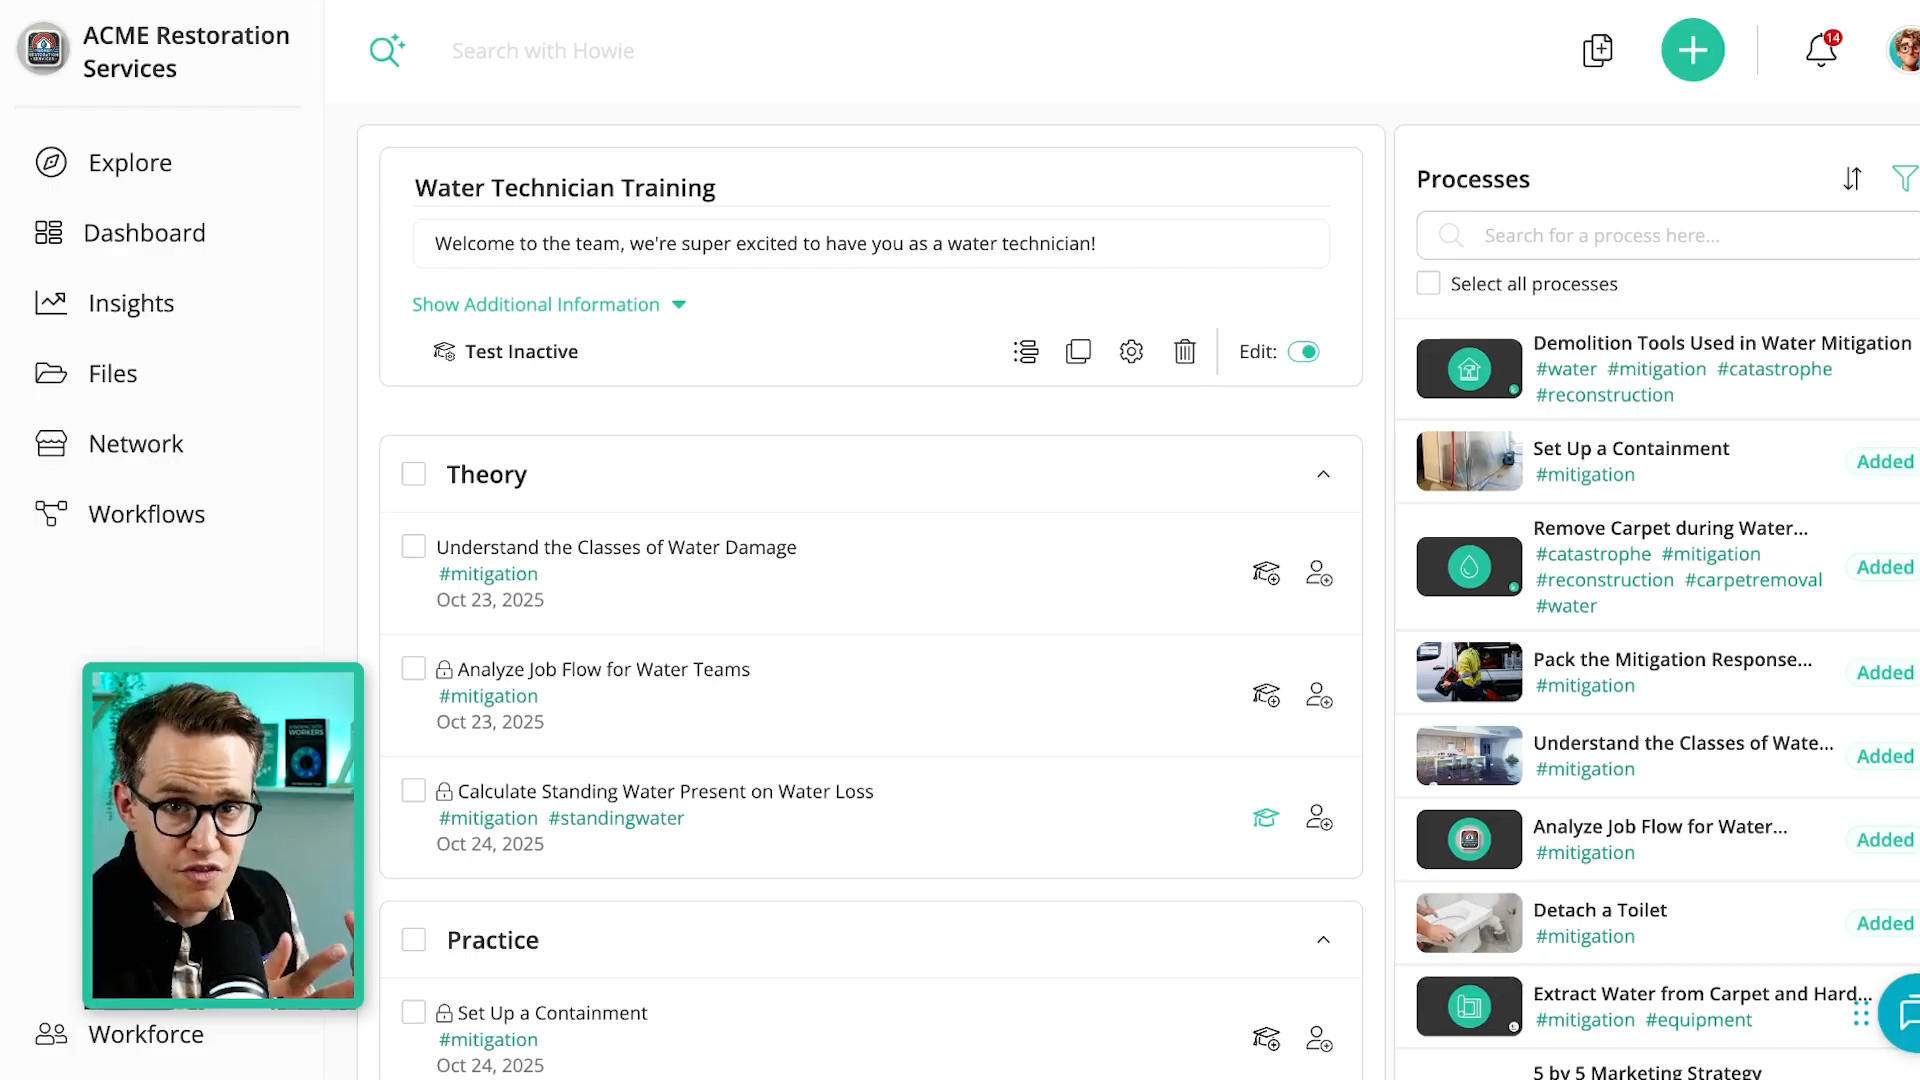 ACME Restoration
Services
Search with Howie
14
Explore
Dashboard
Insights
Files
Network
Workflows
Workforce
Water Technician Training
Welcome to the team, we're super excited to have you as a water technician!
Show Additional Information
Test Inactive
Edit:
Theory
Understand the Classes of Water Damage
#mitigation
Oct 23, 2025
Analyze Job Flow for Water Teams
#mitigation
Oct 23, 2025
Calculate Standing Water Present on Water Loss
#mitigation #standingwater
Oct 24, 2025
Practice
Set Up a Containment
#mitigation
Oct 24, 2025
Processes
Search for a process here...
Select all processes
Demolition Tools Used in Water Mitigation
#water #mitigation #catastrophe
#reconstruction
Set Up a Containment
#mitigation
Added
Remove Carpet during Water...
#catastrophe #mitigation
#reconstruction #carpetremoval
#water
Added
Pack the Mitigation Response...
#mitigation
Added
Understand the Classes of Wate...
#mitigation
Added
Analyze Job Flow for Water...
#mitigation
Added
Detach a Toilet
#mitigation
Added
Extract Water from Carpet and Hard...
#mitigation #equipment
5 by 5 Marketing Strategy
WORKERS